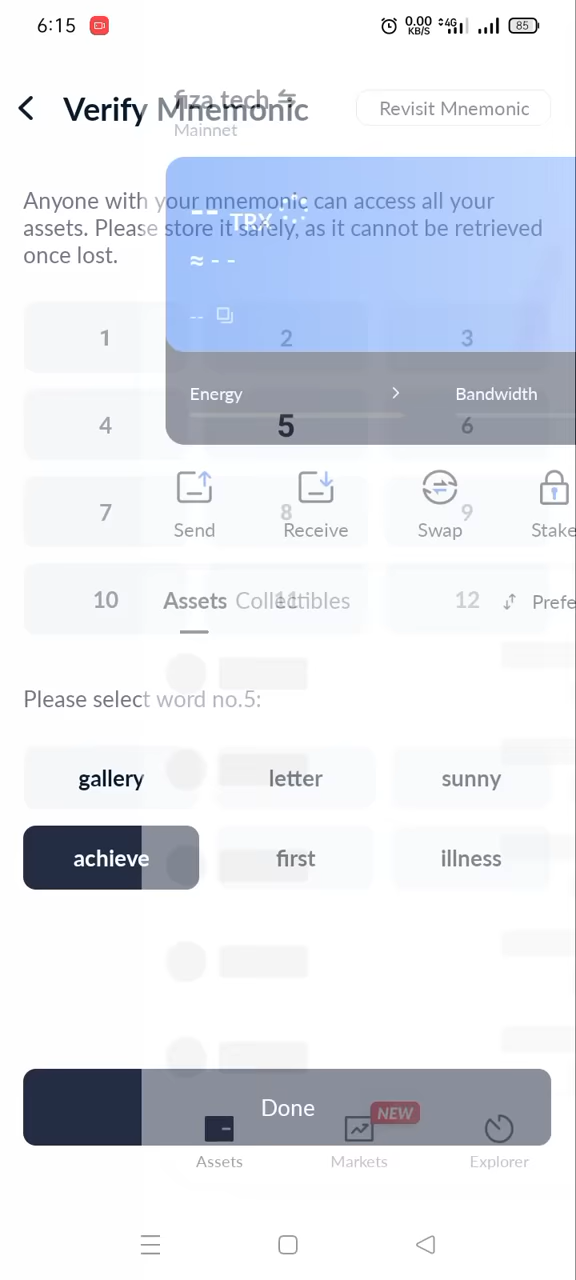 6:15
0.00 KB/S
4G
85
Verify Mnemonic
Revisit Mnemonic
fiza tech
Mainnet
Anyone with your mnemonic can access all your
assets. Please store it safely, as it cannot be retrieved
once lost.
-- TRX
≈ - -
--
1 2 3
Energy
Bandwidth
4 5 6
7 8 9
Send Receive Swap Stake
10 11 12
Assets Collectibles
Prefe
Please select word no.5:
gallery letter sunny
achieve first illness
Done
NEW
Assets Markets Explorer